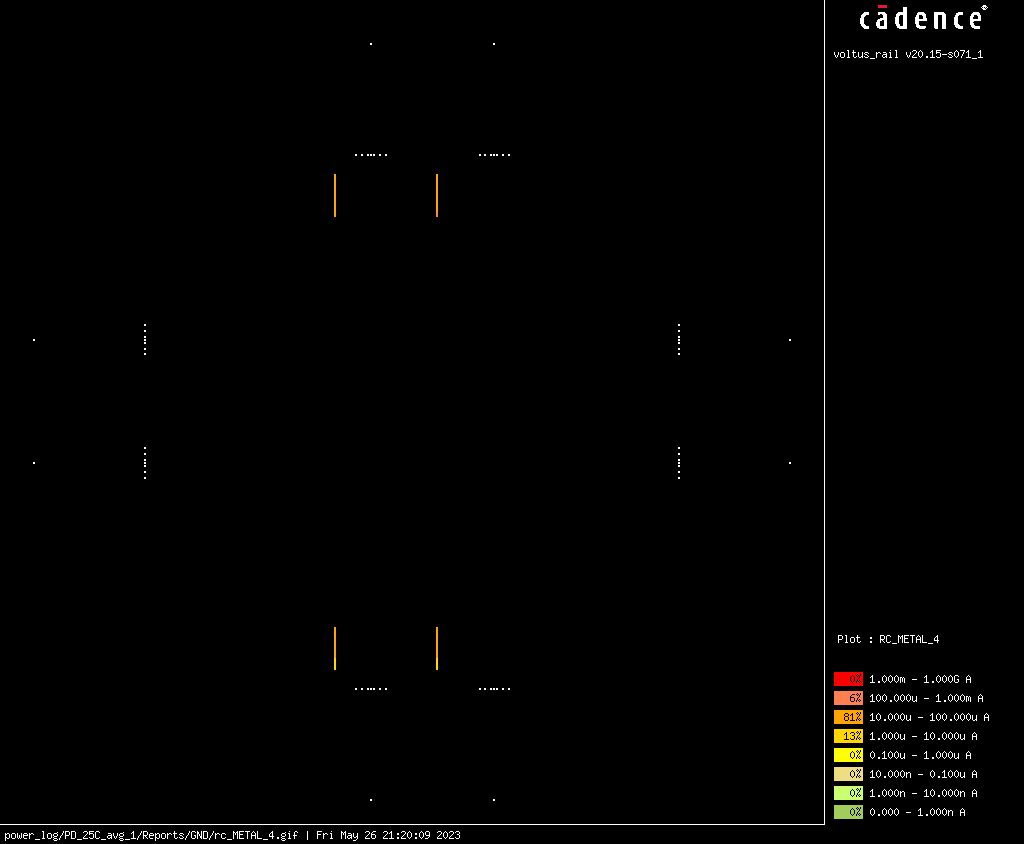 cādence®
voltus_rail v20.15-s071_1
Plot : RC_METAL_4
0% 1.000m - 1.000G A
6% 100.000u - 1.000m A
81% 10.000u - 100.000u A
13% 1.000u - 10.000u A
0% 0.100u - 1.000u A
0% 10.000n - 0.100u A
0% 1.000n - 10.000n A
0% 0.000 - 1.000n A
power_log/PD_25C_avg_1/Reports/GND/rc_METAL_4.gif | Fri May 26 21:20:09 2023